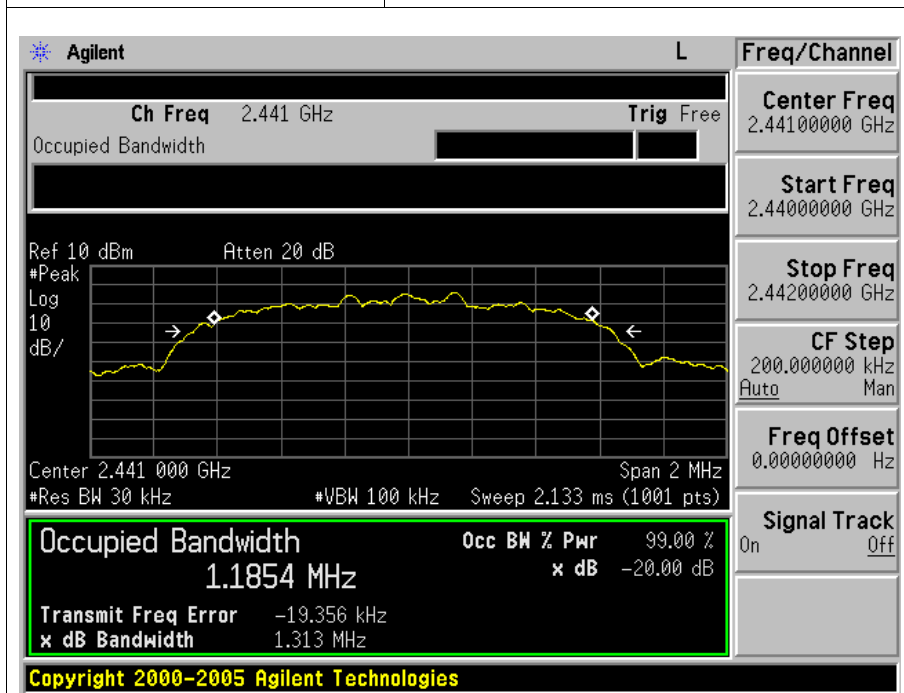 Agilent
L
Freq/Channel
Ch Freq 2.441 GHz
Trig Free
Occupied Bandwidth
Center Freq
2.44100000 GHz
Start Freq
2.44000000 GHz
Stop Freq
2.44200000 GHz
CF Step
200.000000 kHz
Auto Man
Freq Offset
0.00000000 Hz
Signal Track
On Off
Ref 10 dBm Atten 20 dB
#Peak
Log
10
dB/
Center 2.441 000 GHz Span 2 MHz
#Res BW 30 kHz #VBW 100 kHz Sweep 2.133 ms (1001 pts)
Occupied Bandwidth
1.1854 MHz
Occ BW % Pwr 99.00 %
x dB -20.00 dB
Transmit Freq Error -19.356 kHz
x dB Bandwidth 1.313 MHz
Copyright 2000-2005 Agilent Technologies